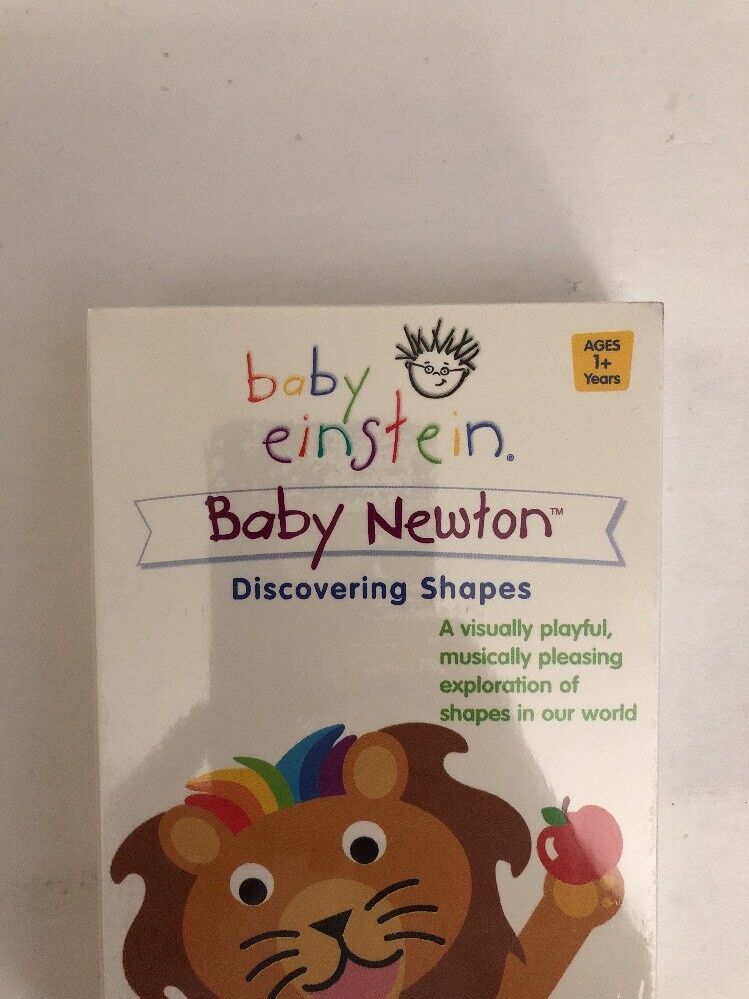 baby
einstein.®
AGES
1+
Years
Baby Newton™
Discovering Shapes
A visually playful,
musically pleasing
exploration of
shapes in our world